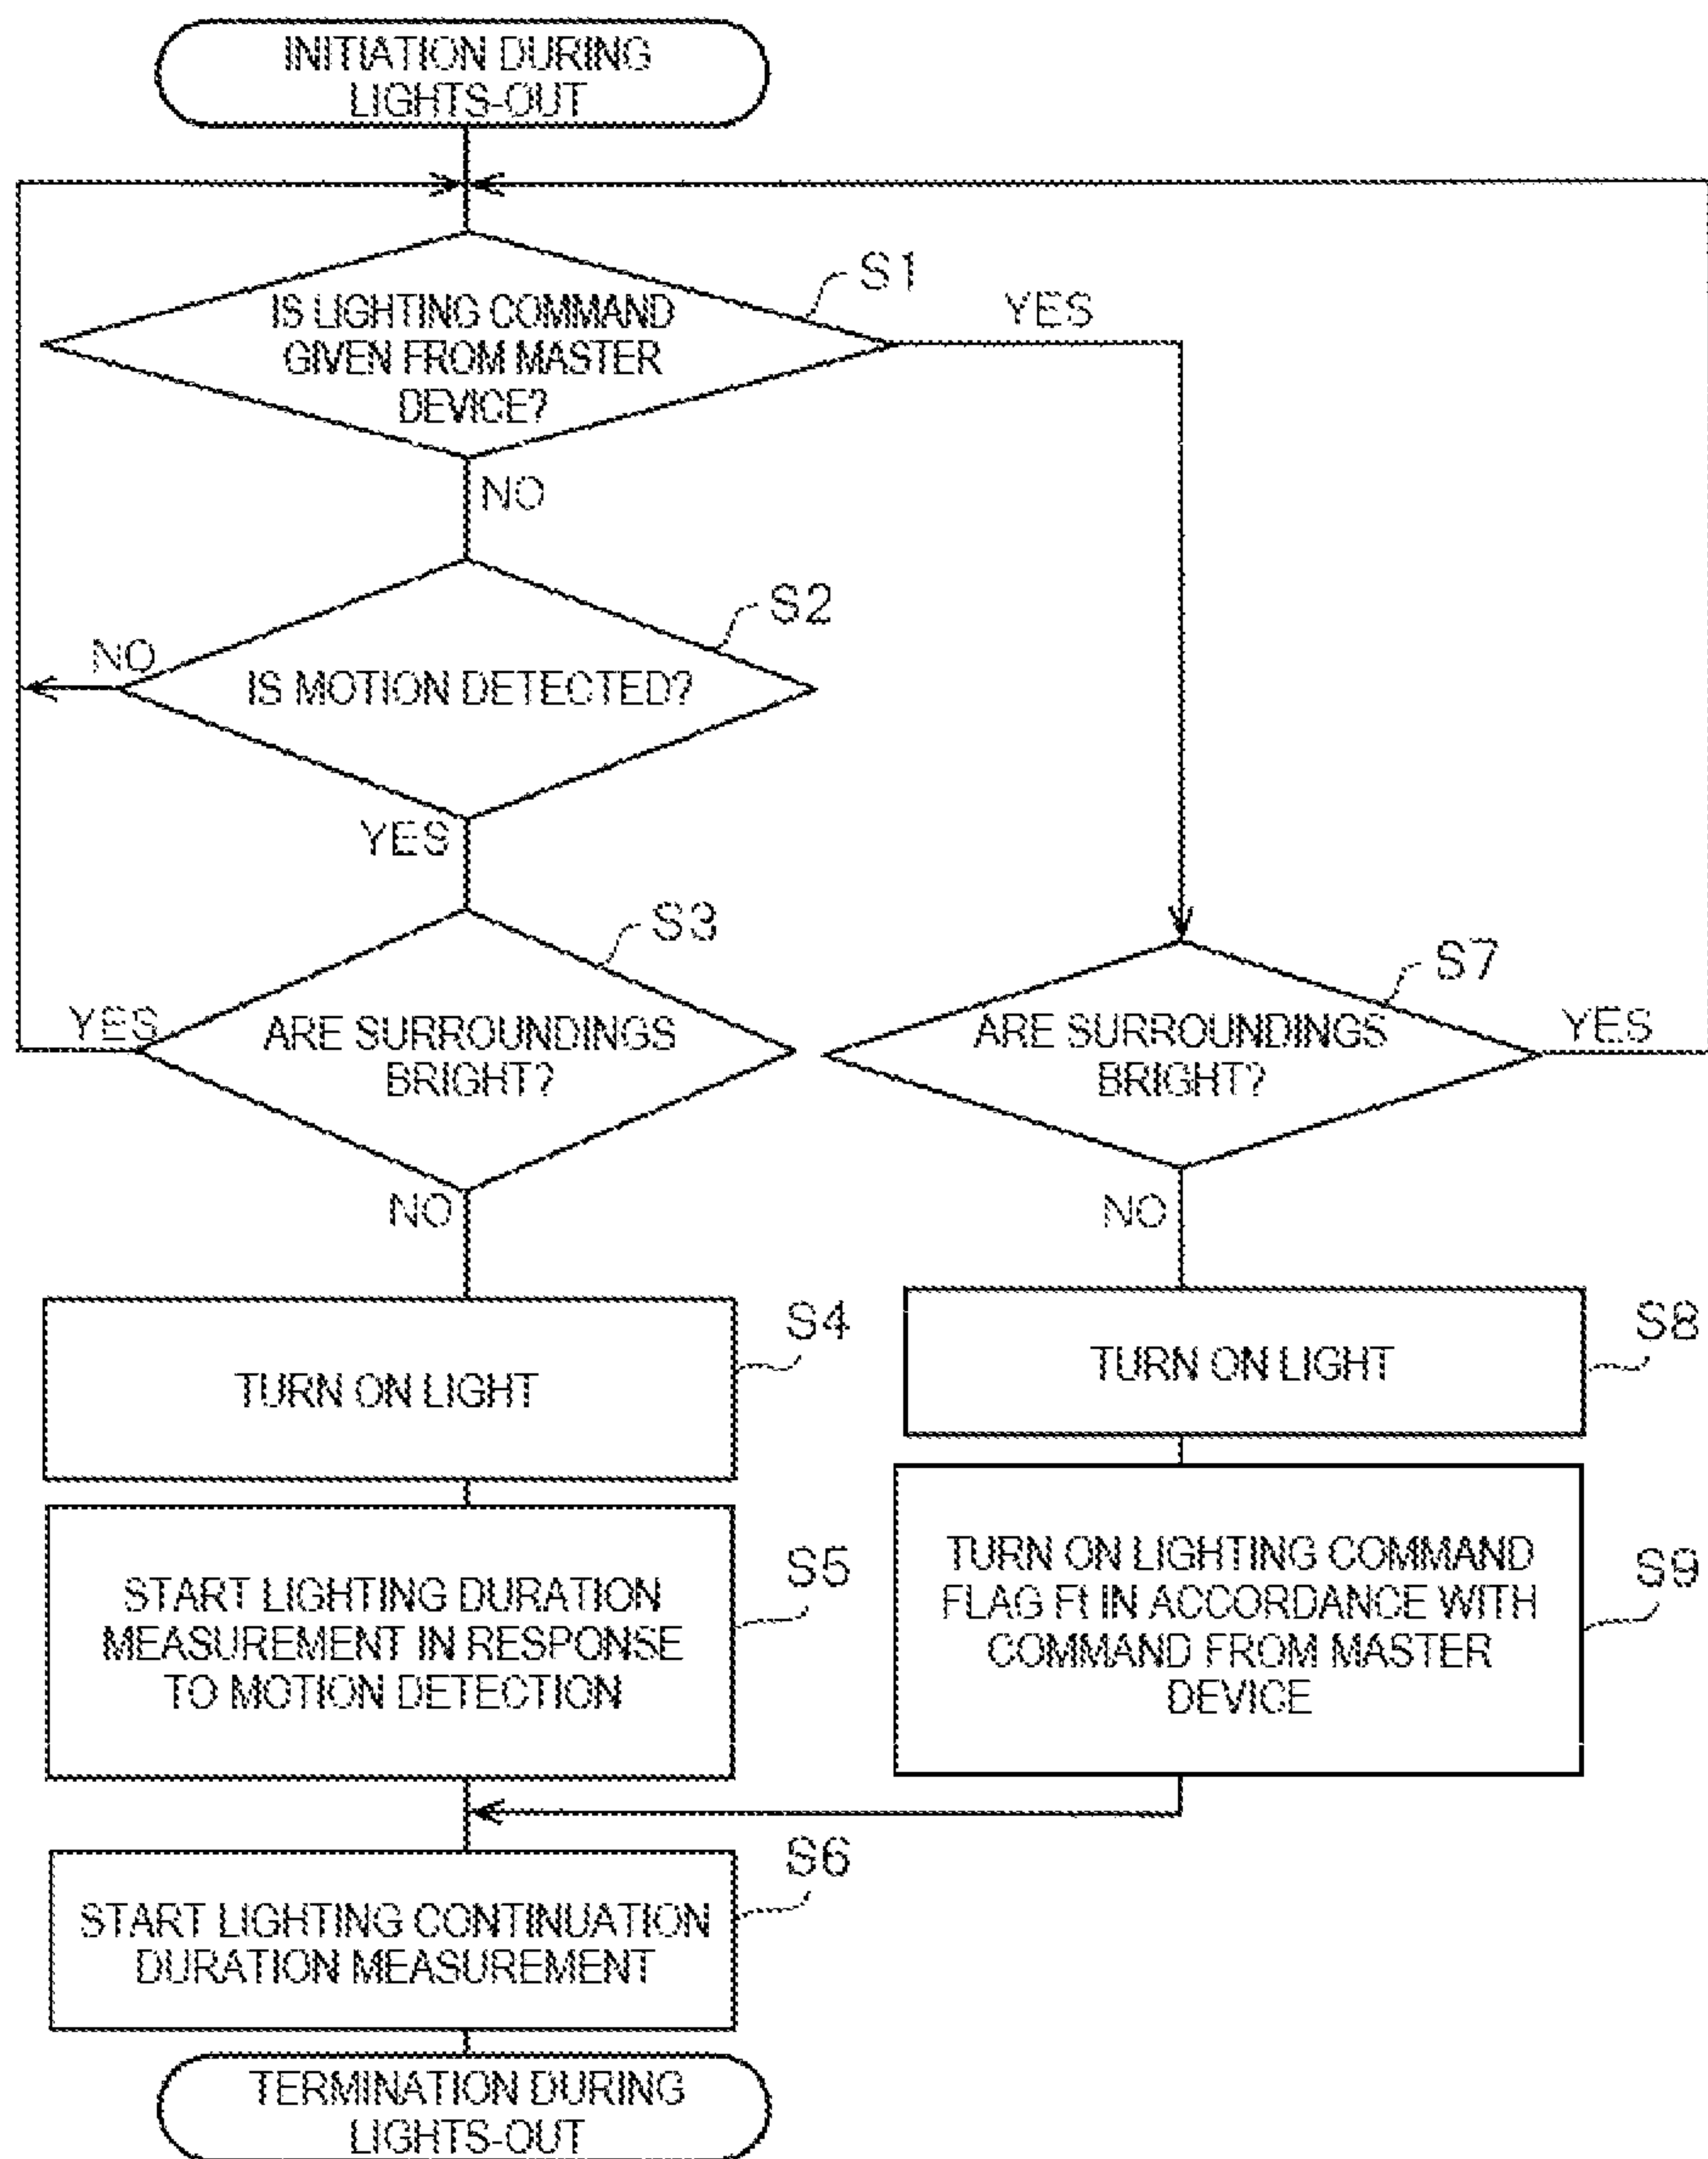 INITIATION DURING
LIGHTS-OUT
S1
IS LIGHTING COMMAND
GIVEN FROM MASTER
DEVICE?
YES
NO
S2
NO
IS MOTION DETECTED?
YES
S3
YES
ARE SURROUNDINGS
BRIGHT?
NO
S7
ARE SURROUNDINGS
BRIGHT?
YES
NO
S4
TURN ON LIGHT
S8
TURN ON LIGHT
S5
START LIGHTING DURATION
MEASUREMENT IN RESPONSE
TO MOTION DETECTION
S9
TURN ON LIGHTING COMMAND
FLAG Ft IN ACCORDANCE WITH
COMMAND FROM MASTER
DEVICE
S6
START LIGHTING CONTINUATION
DURATION MEASUREMENT
TERMINATION DURING
LIGHTS-OUT